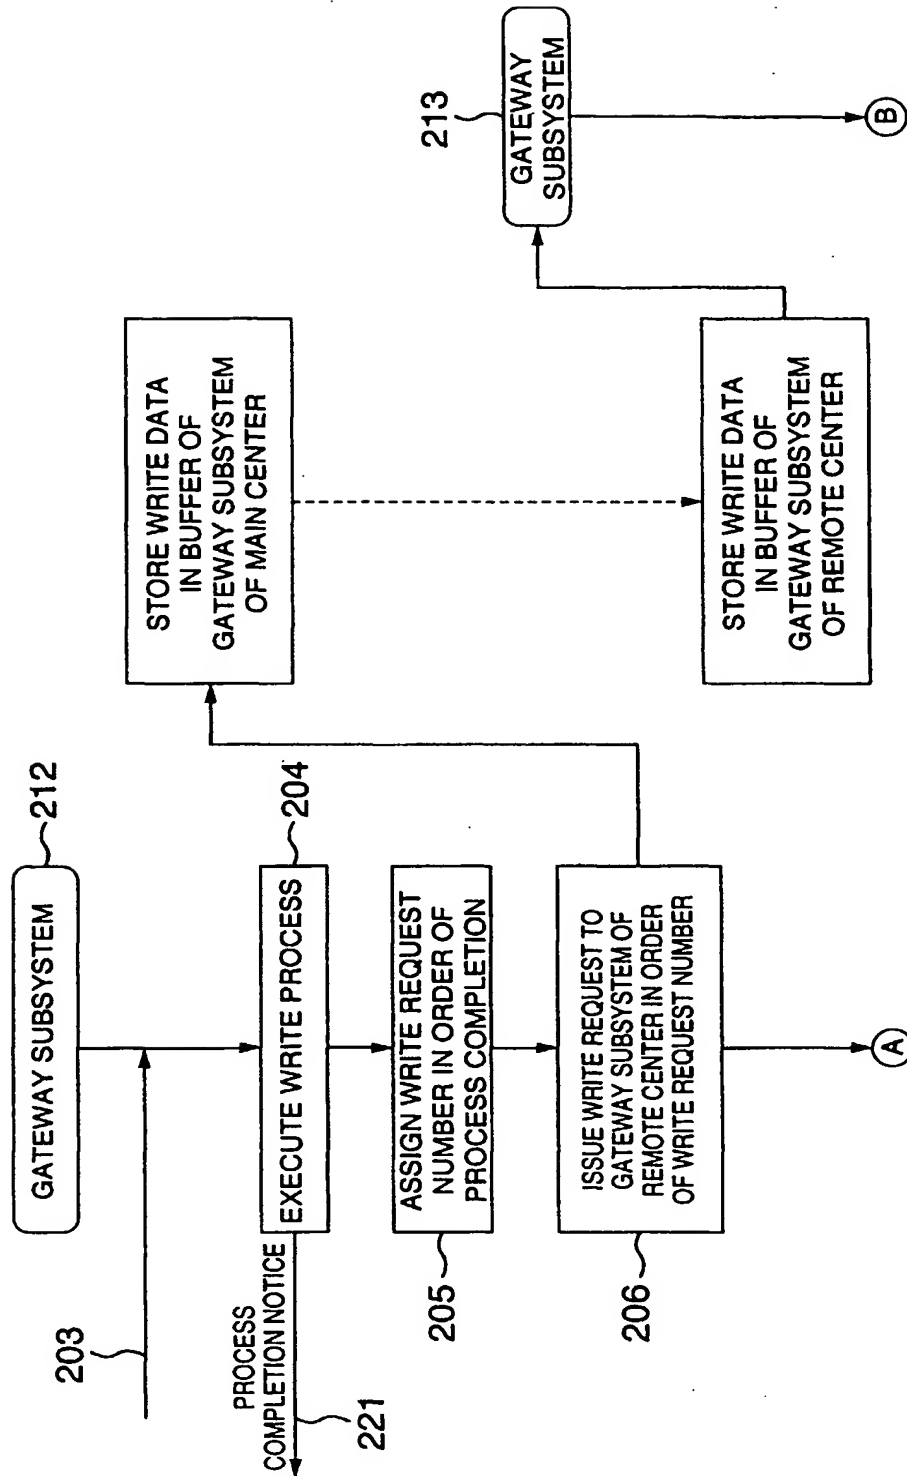 212
GATEWAY SUBSYSTEM
203
204
EXECUTE WRITE PROCESS
PROCESS
COMPLETION NOTICE
221
ASSIGN WRITE REQUEST
NUMBER IN ORDER OF
PROCESS COMPLETION
205
ISSUE WRITE REQUEST TO
GATEWAY SUBSYSTEM OF
REMOTE CENTER IN ORDER
OF WRITE REQUEST NUMBER
206
A
STORE WRITE DATA
IN BUFFER OF
GATEWAY SUBSYSTEM
OF MAIN CENTER
STORE WRITE DATA
IN BUFFER OF
GATEWAY SUBSYSTEM
OF REMOTE CENTER
213
GATEWAY
SUBSYSTEM
B